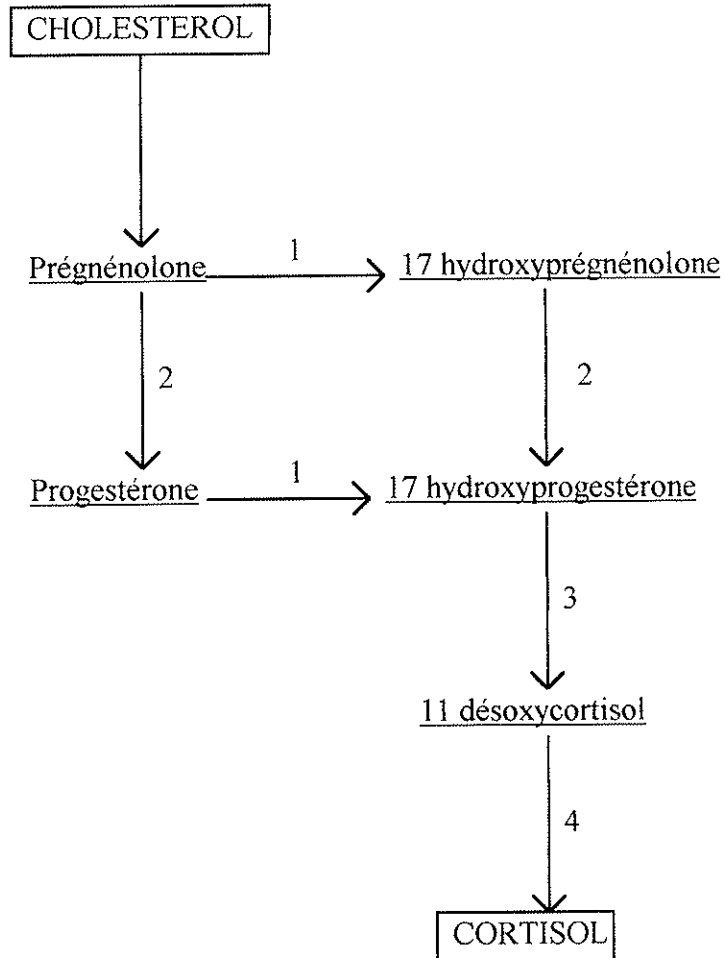 CHOLESTEROL
Prégnénolone 1 17 hydroxyprégnénolone
2 2
Progestérone 1 17 hydroxyprogestérone
3
11 désoxycortisol
4
CORTISOL